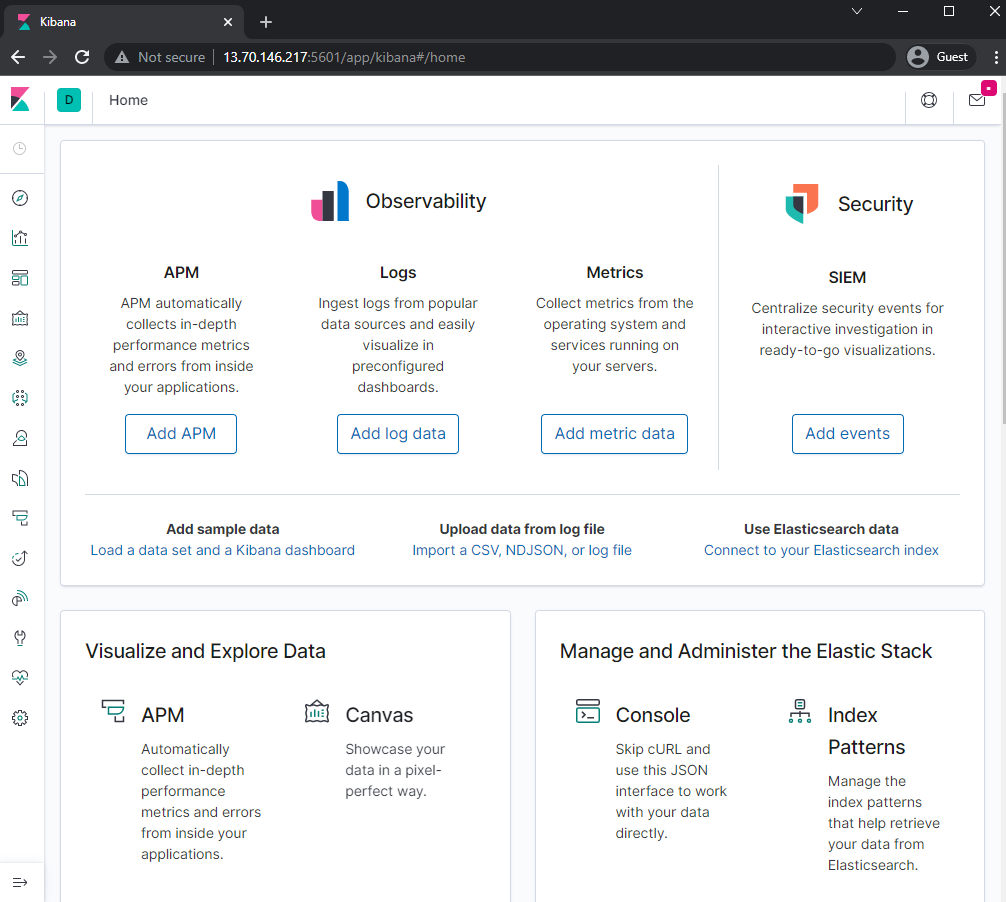 Kibana
Guest
Not secure
13.70.146.217:5601/app/kibana#/home
D
Home
Observability
Security
APM
APM automatically
collects in-depth
performance metrics
and errors from inside
your applications.
Add APM
Logs
Ingest logs from popular
data sources and easily
visualize in
preconfigured
dashboards.
Add log data
Metrics
Collect metrics from the
operating system and
services running on
your servers.
Add metric data
SIEM
Centralize security events for
interactive investigation in
ready-to-go visualizations.
Add events
Add sample data
Load a data set and a Kibana dashboard
Upload data from log file
Import a CSV, NDJSON, or log file
Use Elasticsearch data
Connect to your Elasticsearch index
Visualize and Explore Data
APM
Automatically
collect in-depth
performance
metrics and errors
from inside your
applications.
Canvas
Showcase your
data in a pixel-
perfect way.
Manage and Administer the Elastic Stack
Console
Skip cURL and
use this JSON
interface to work
with your data
directly.
Index
Patterns
Manage the
index patterns
that help retrieve
your data from
Elasticsearch.